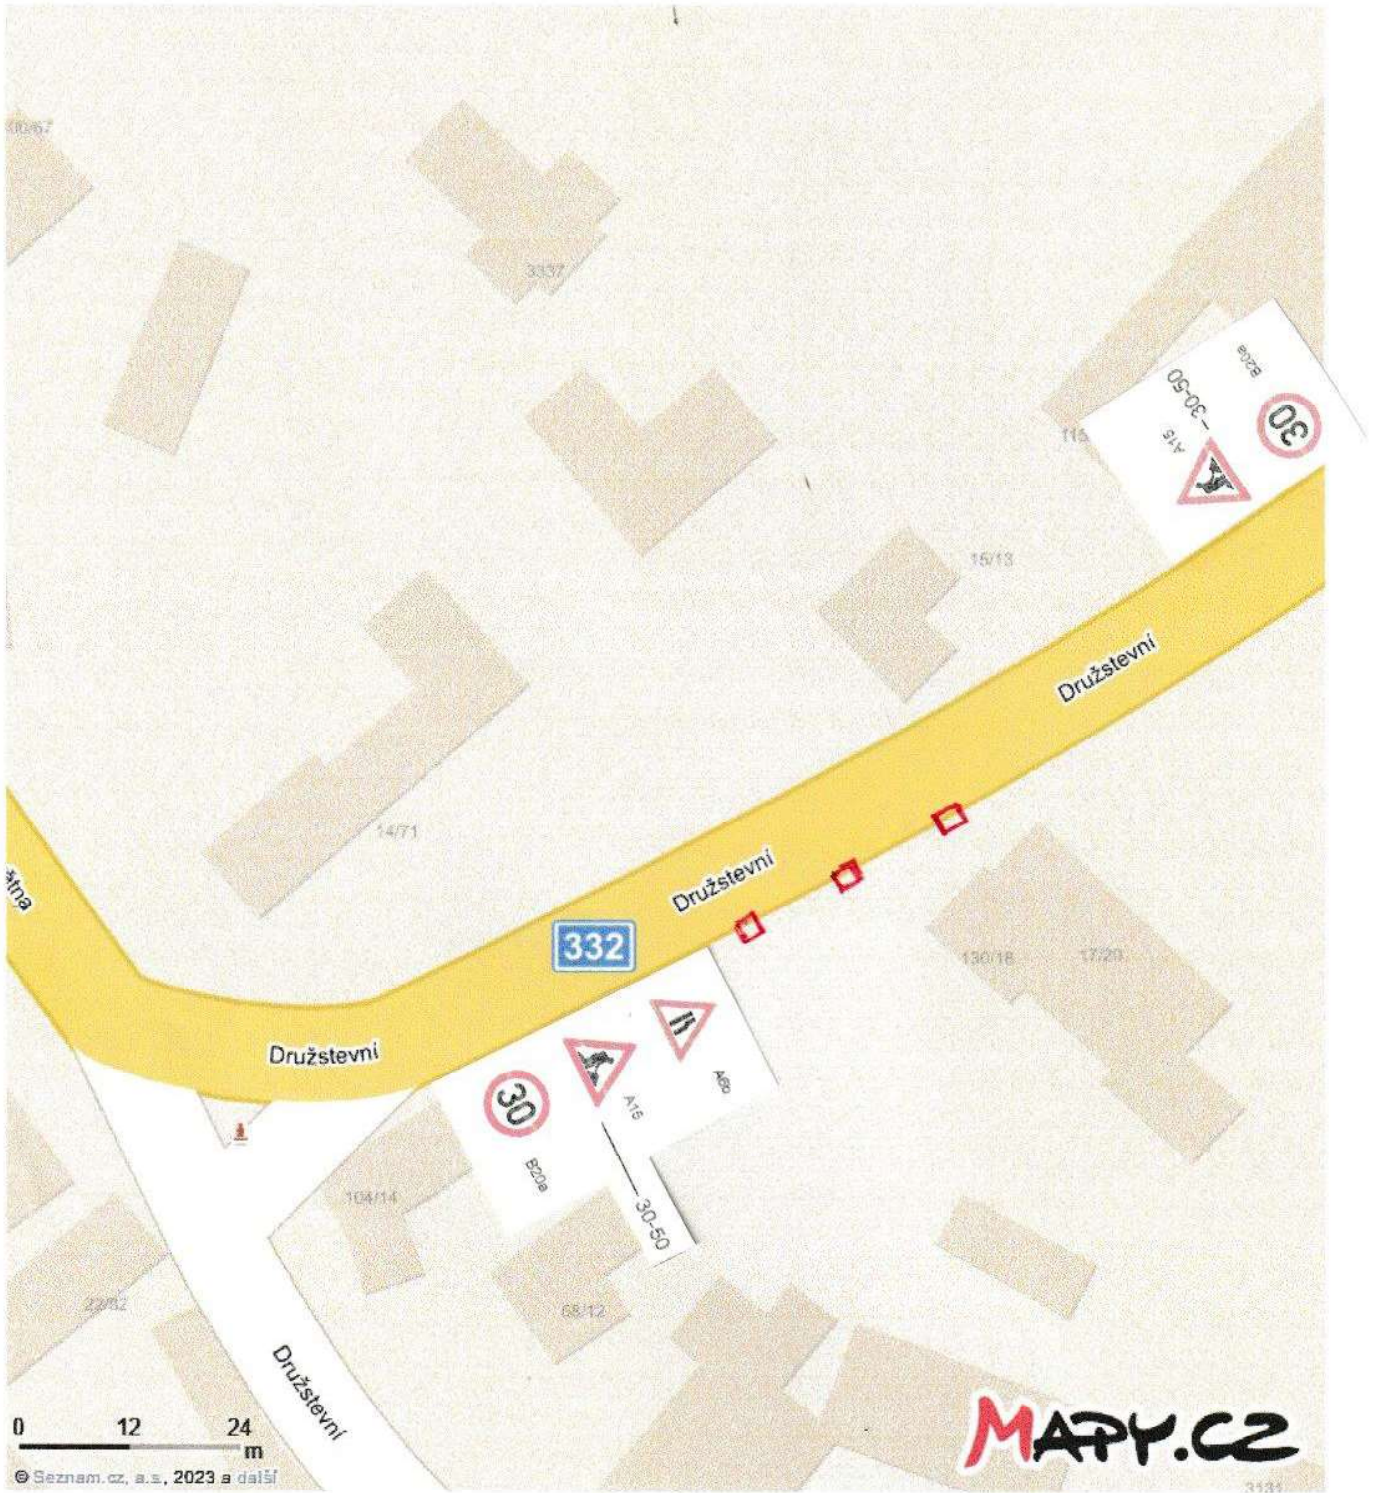 3337
B20a
30-50
A15
30
115
15/13
Družstevní
14/71
Družstevní
332
130/18
17/20
Družstevní
30
A15
A6b
B20a
104/14
30-50
22/82
68/12
Družstevní
0 12 24
m
© Seznam.cz, a.s., 2023 a další
MAPY.CZ
3131